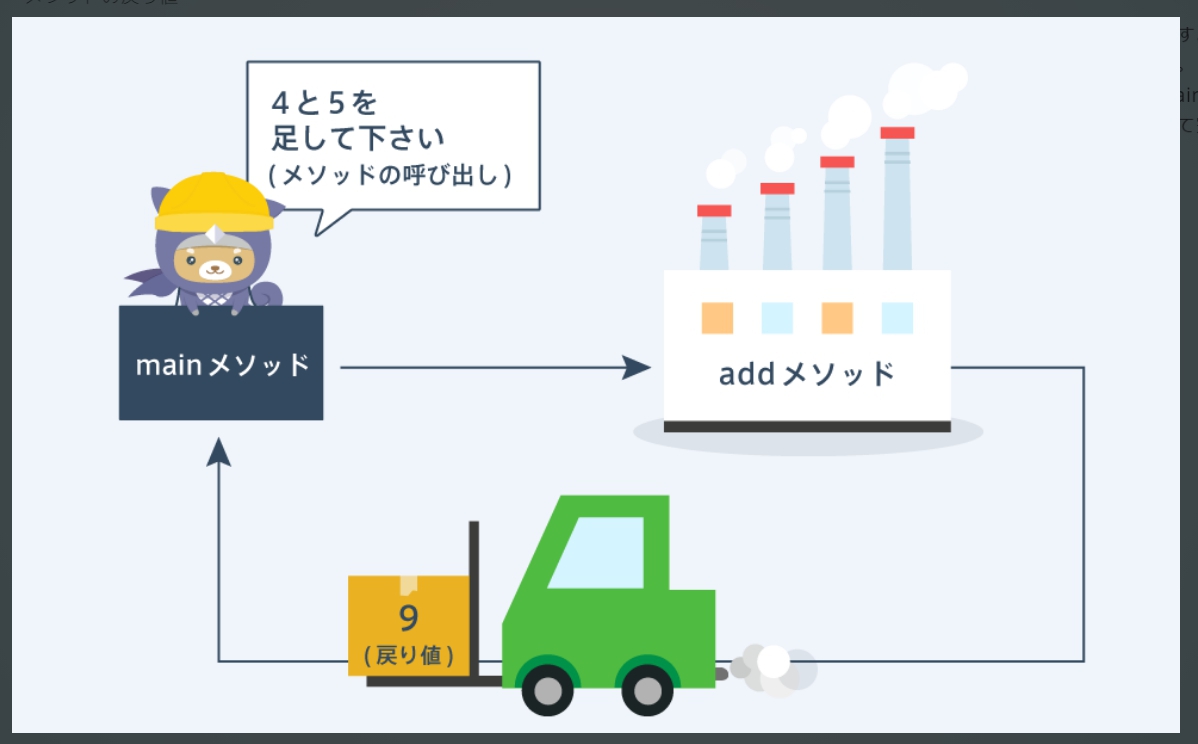 4と5を
足して下さい
(メソッドの呼び出し)
mainメソッド
addメソッド
9
(戻り値)